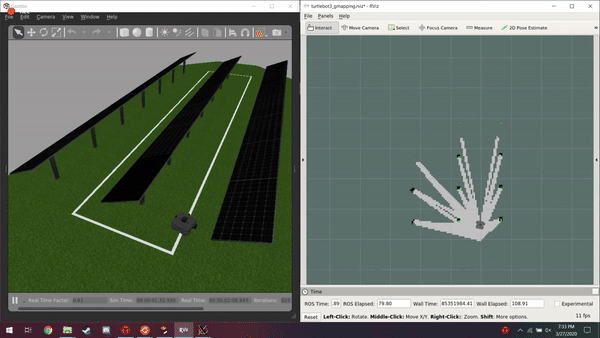 Gazebo
File Edit Camera View Window Help
Real Time Factor: Sim Time: Real Time: Iterations:
turtlebot3_gmapping.rviz* - RViz
File Panels Help
Interact Move Camera Select Focus Camera Measure 2D Pose Estimate
Time
ROS Time: .89 ROS Elapsed: 79.80 Wall Time: 85351984.41 Wall Elapsed: 108.91 Experimental
Reset Left-Click: Rotate. Middle-Click: Move X/Y. Right-Click: Zoom. Shift: More options. 11 fps
7:33 PM
3/27/2020